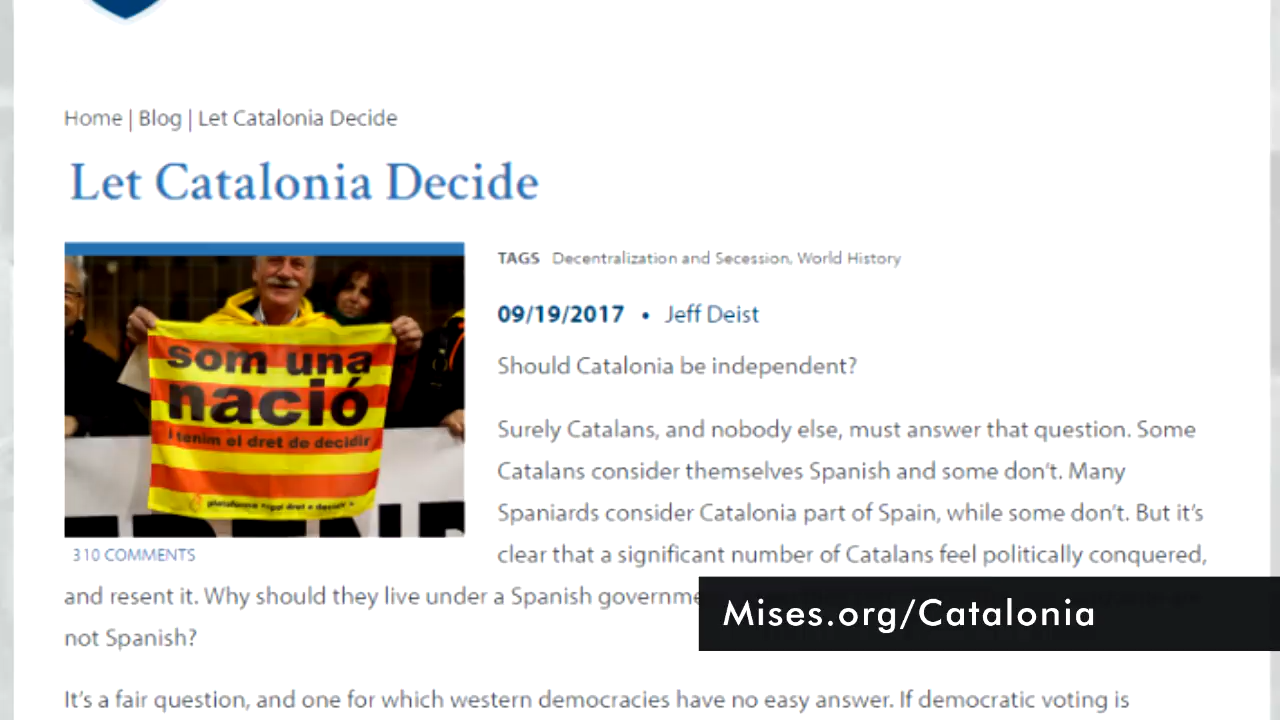 Home | Blog | Let Catalonia Decide
Let Catalonia Decide
som una
nació
i tenim el dret de decidir
TAGS Decentralization and Secession, World History
09/19/2017 • Jeff Deist
Should Catalonia be independent?
Surely Catalans, and nobody else, must answer that question. Some
Catalans consider themselves Spanish and some don't. Many
Spaniards consider Catalonia part of Spain, while some don't. But it's
clear that a significant number of Catalans feel politically conquered,
310 COMMENTS
and resent it. Why should they live under a Spanish governme
not Spanish?
Mises.org/Catalonia
It's a fair question, and one for which western democracies have no easy answer. If democratic voting is